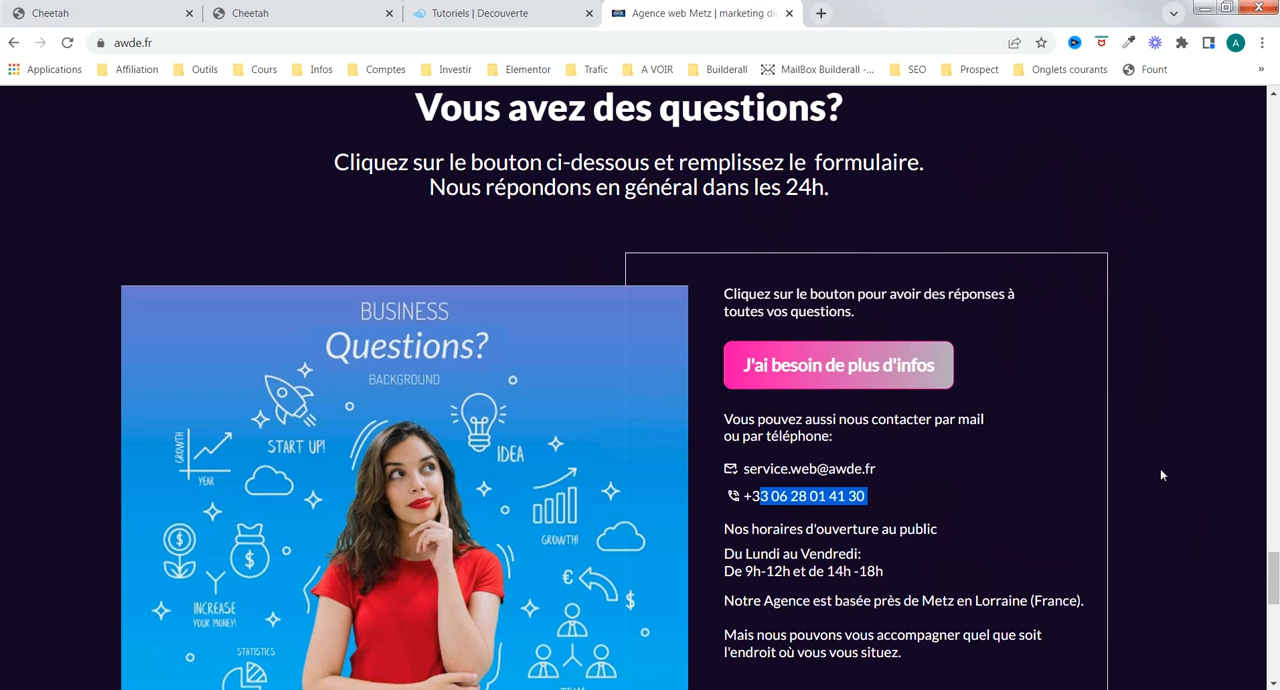 Cheetah
Cheetah
Tutoriels | Decouverte
Agence web Metz | marketing di
awde.fr
A
Applications
Affiliation
Outils
Cours
Infos
Comptes
Investir
Elementor
Trafic
A VOIR
Builderall
MailBox Builderall -...
SEO
Prospect
Onglets courants
Fount
»
Vous avez des questions?
Cliquez sur le bouton ci-dessous et remplissez le formulaire.
Nous répondons en général dans les 24h.
BUSINESS
Questions?
BACKGROUND
START UP!
GROWTH
YEAR
IDEA
GROWTH!
INCREASE
YOUR MONEY!
STATISTICS
TEAM
Cliquez sur le bouton pour avoir des réponses à
toutes vos questions.
J'ai besoin de plus d'infos
Vous pouvez aussi nous contacter par mail
ou par téléphone:
service.web@awde.fr
+33 06 28 01 41 30
Nos horaires d'ouverture au public
Du Lundi au Vendredi:
De 9h-12h et de 14h -18h
Notre Agence est basée près de Metz en Lorraine (France).
Mais nous pouvons vous accompagner quel que soit
l'endroit où vous vous situez.